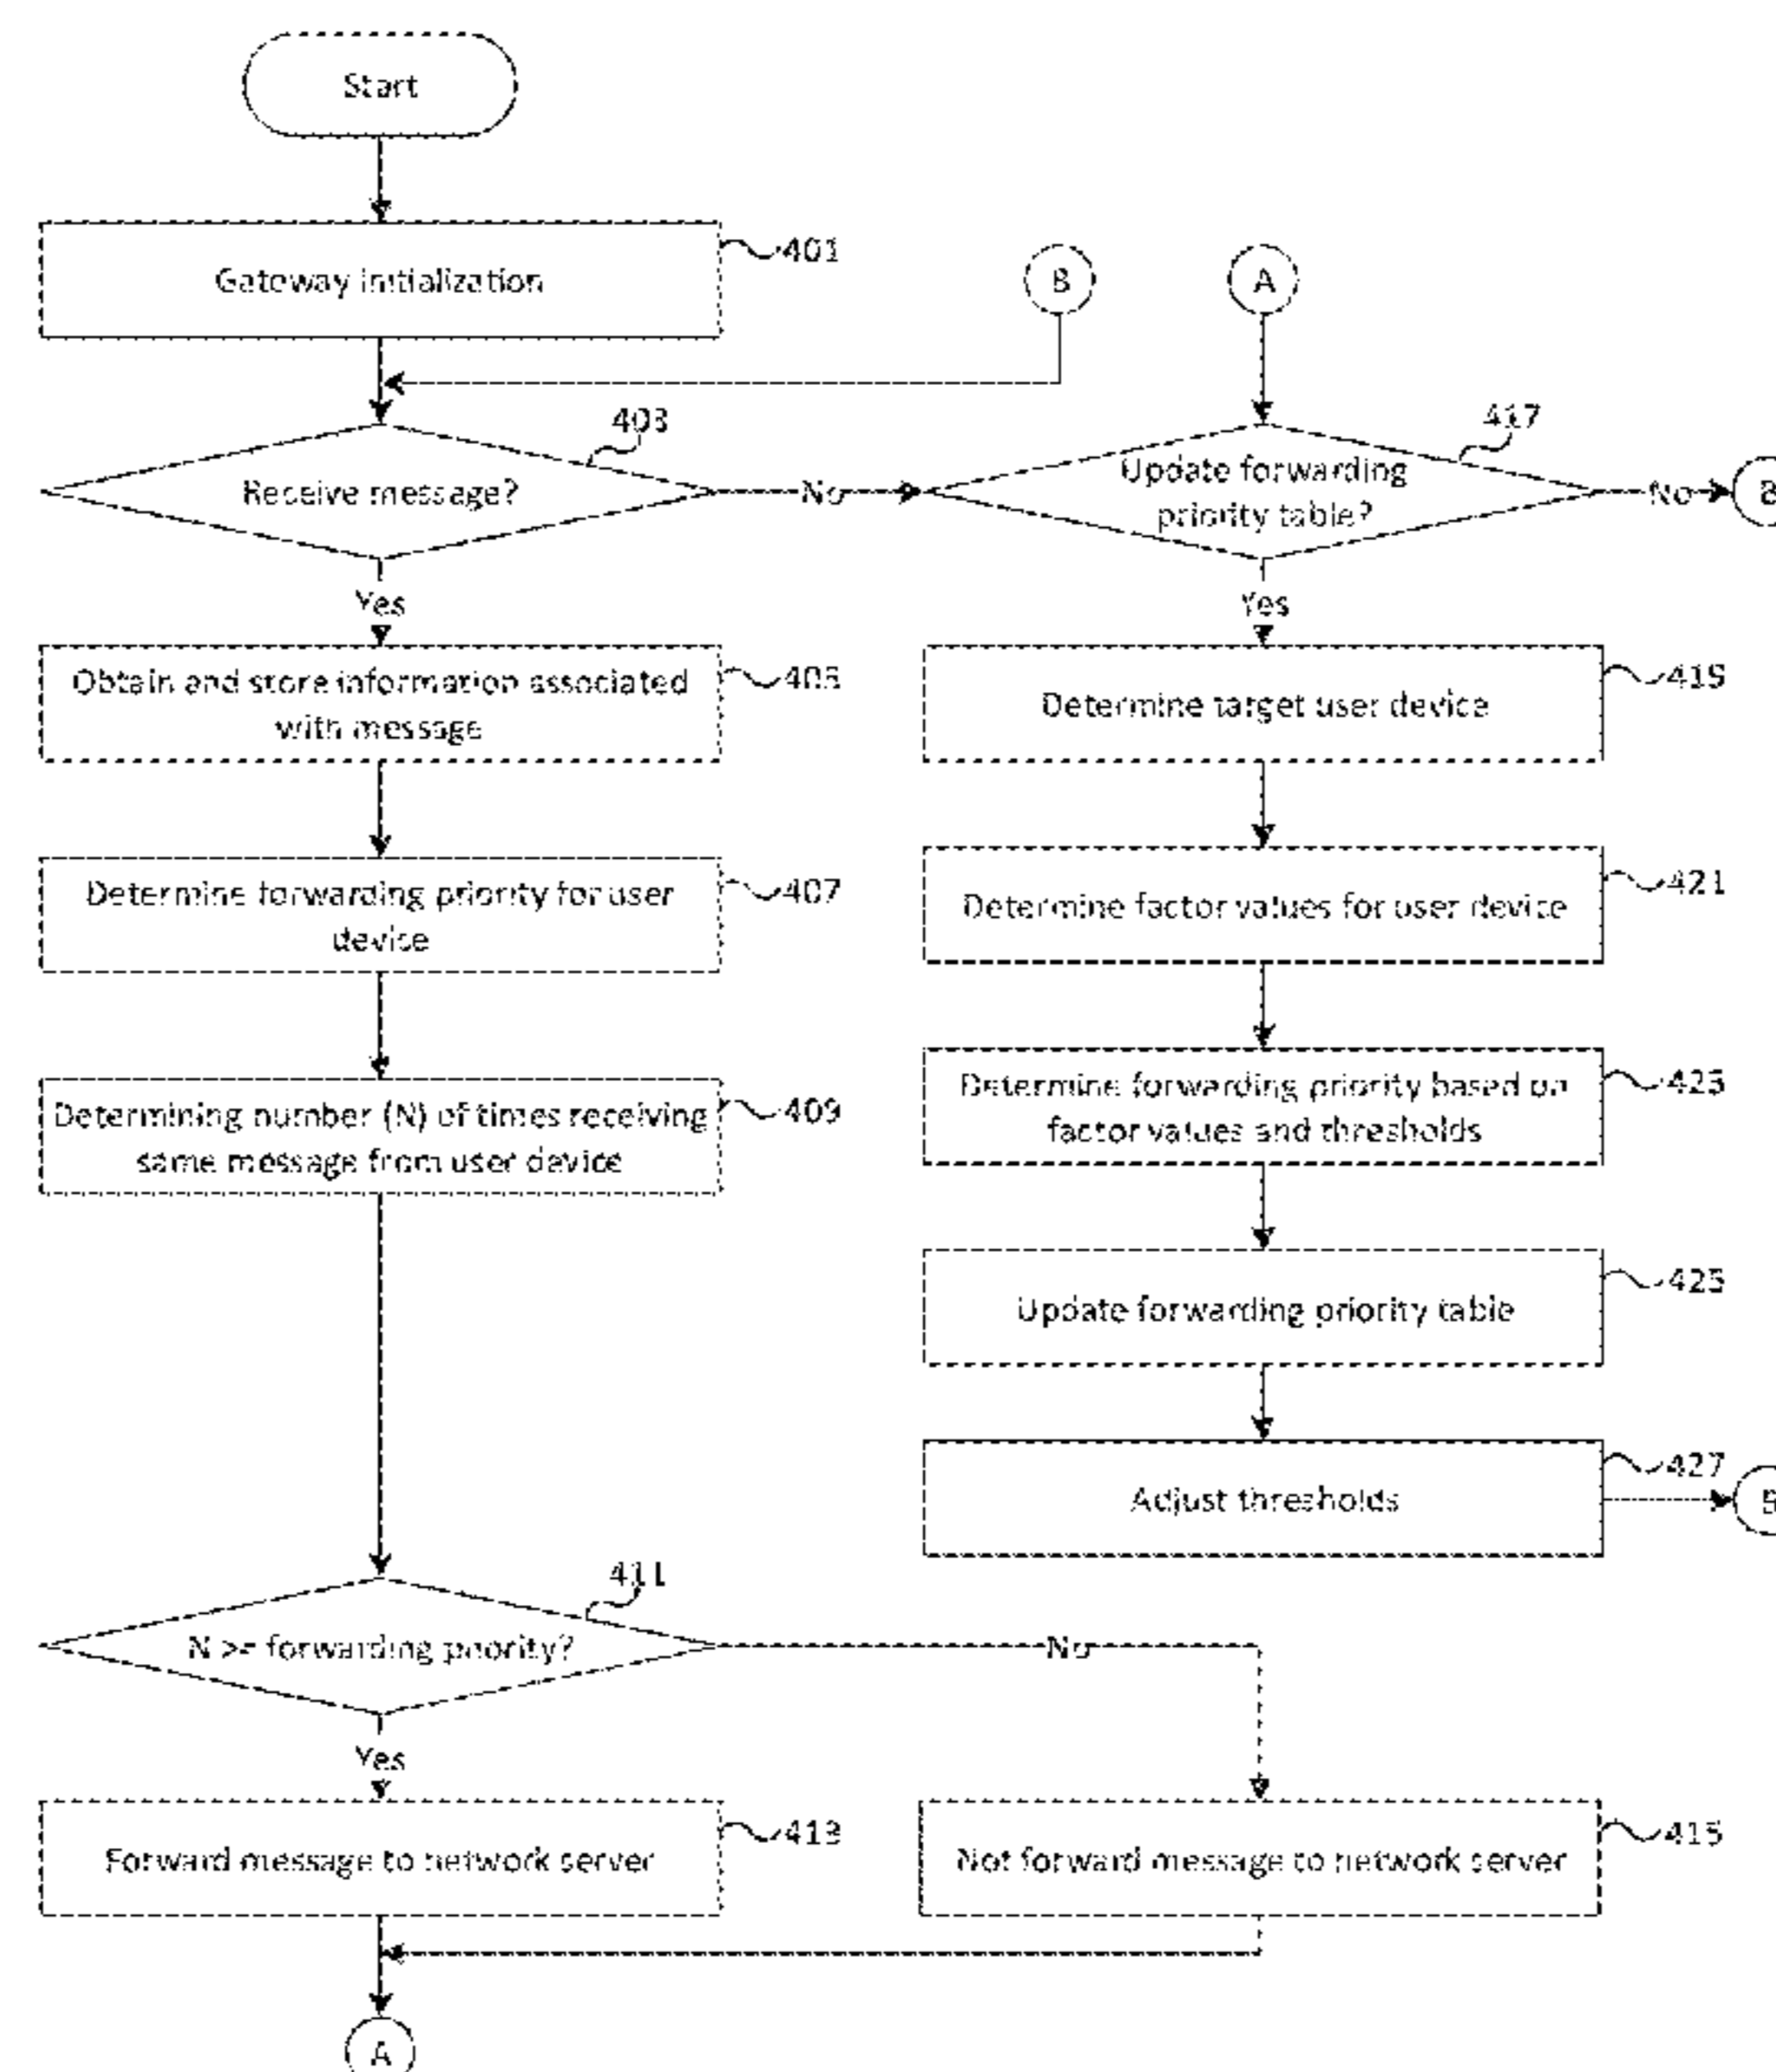 Start
Gateway initialization
401
B
A
403
Receive message?
No
417
Update forwarding
priority table?
No
B
Yes
Yes
Obtain and store information associated
with message
405
Determine target user device
419
Determine forwarding priority for user
device
407
Determine factor values for user device
421
Determining number (N) of times receiving
same message from user device
409
Determine forwarding priority based on
factor values and thresholds
423
Update forwarding priority table
425
Adjust thresholds
427
B
411
N >= forwarding priority?
No
Yes
Forward message to network server
413
Not forward message to network server
415
A